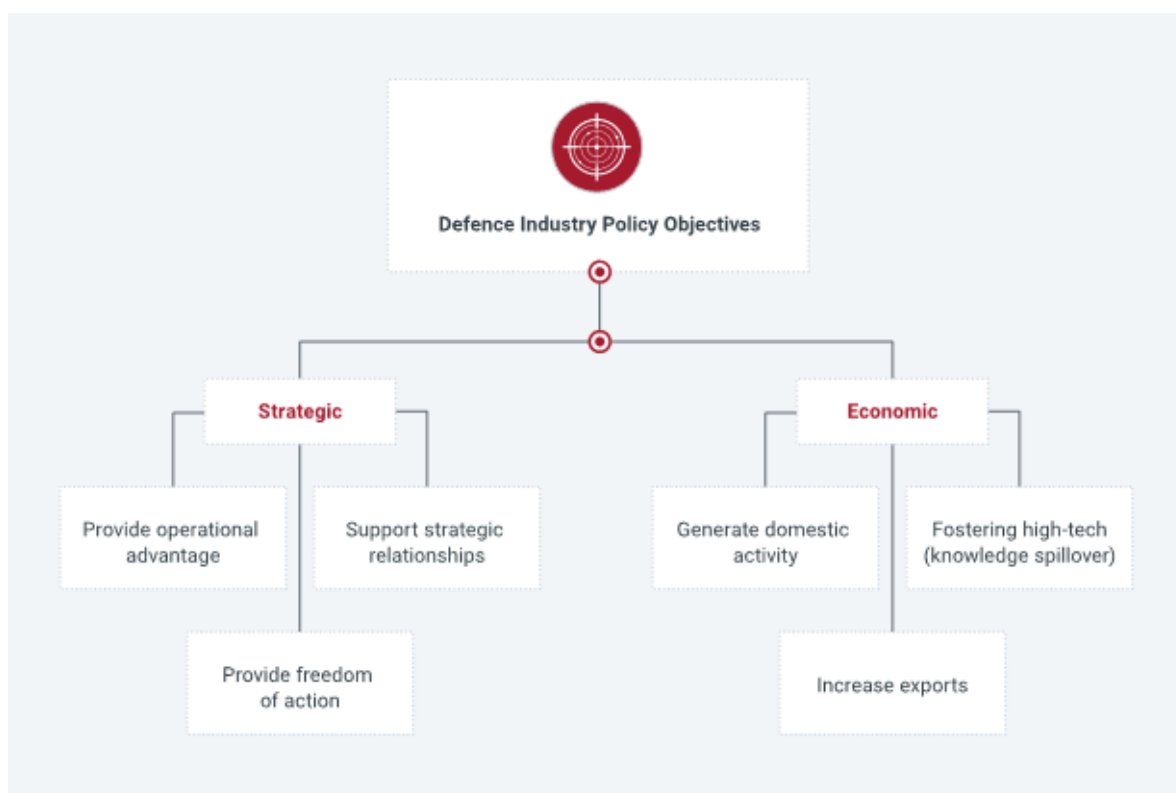 Defence Industry Policy Objectives
Strategic
Economic
Provide operational
advantage
Support strategic
relationships
Generate domestic
activity
Fostering high-tech
(knowledge spillover)
Provide freedom
of action
Increase exports